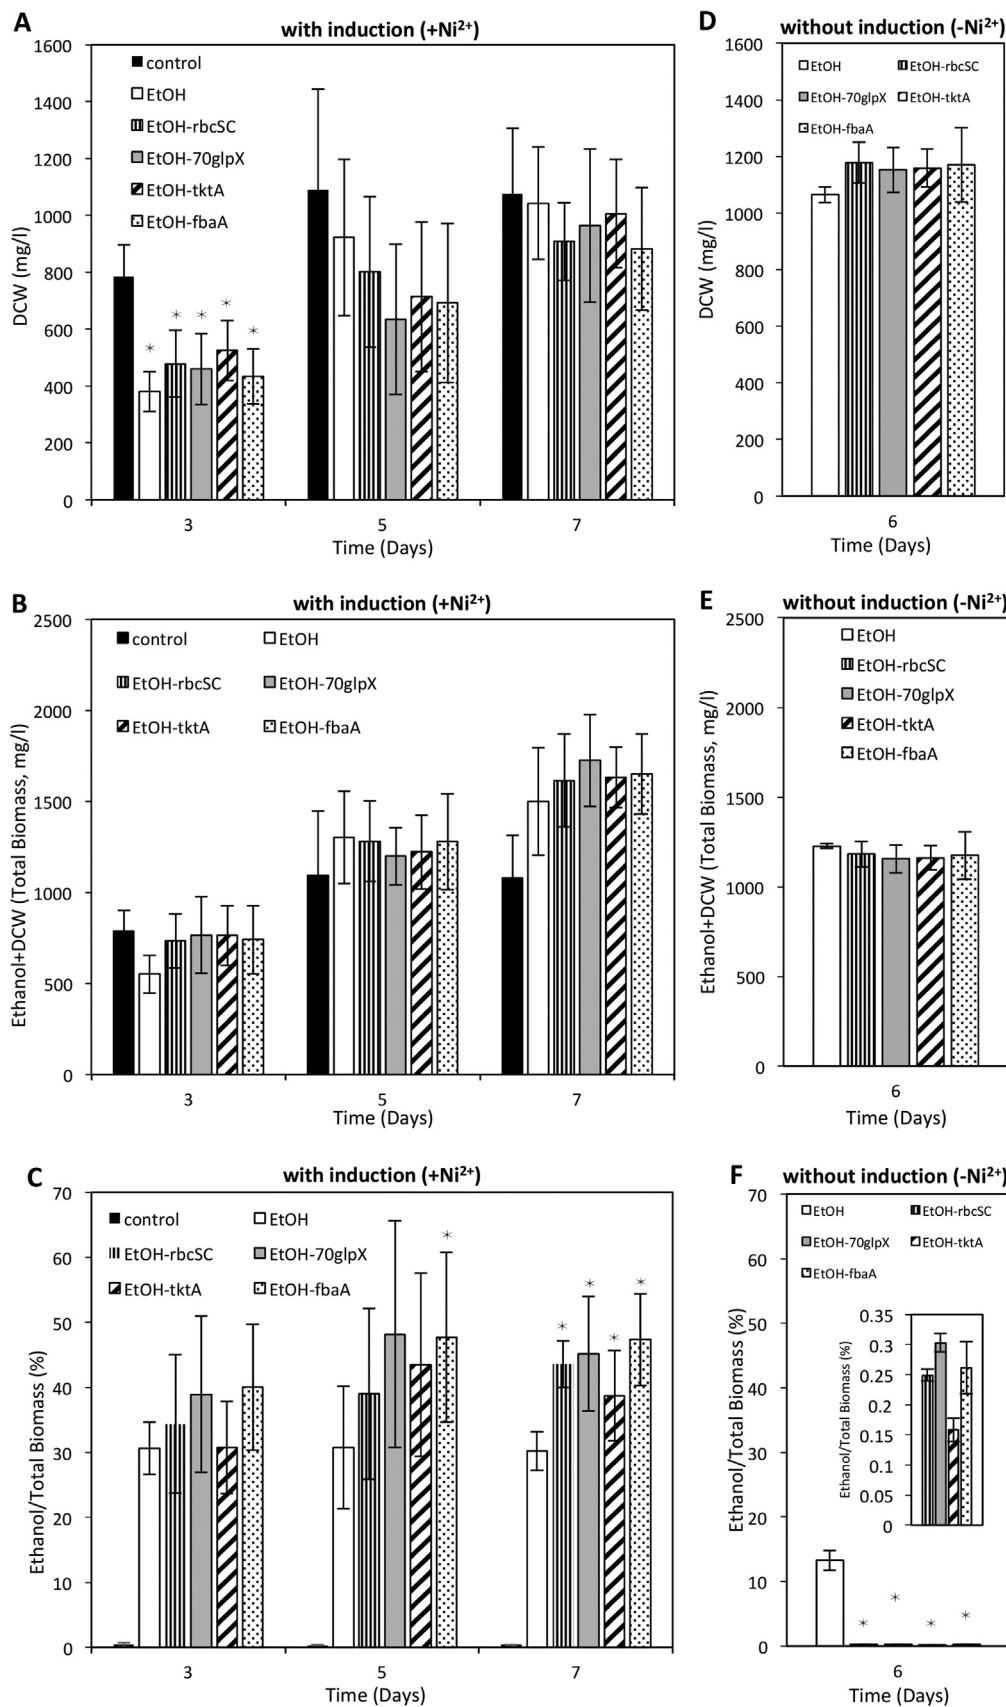 A
with induction (+Ni²⁺)
DCW (mg/l)
1600
1400
1200
1000
800
600
400
200
0
control
EtOH
EtOH-rbcSC
EtOH-70glpX
EtOH-tktA
EtOH-fbaA
*
*
*
*
*
3
5
7
Time (Days)
D
without induction (-Ni²⁺)
DCW (mg/l)
1600
1400
1200
1000
800
600
400
200
0
EtOH
EtOH-rbcSC
EtOH-70glpX
EtOH-tktA
EtOH-fbaA
6
Time (Days)
B
with induction (+Ni²⁺)
Ethanol+DCW (Total Biomass, mg/l)
2500
2000
1500
1000
500
0
control
EtOH
EtOH-rbcSC
EtOH-70glpX
EtOH-tktA
EtOH-fbaA
3
5
7
Time (Days)
E
without induction (-Ni²⁺)
Ethanol+DCW (Total Biomass, mg/l)
2500
2000
1500
1000
500
0
EtOH
EtOH-rbcSC
EtOH-70glpX
EtOH-tktA
EtOH-fbaA
6
Time (Days)
C
with induction (+Ni²⁺)
Ethanol/Total Biomass (%)
70
60
50
40
30
20
10
0
control
EtOH
EtOH-rbcSC
EtOH-70glpX
EtOH-tktA
EtOH-fbaA
*
*
*
*
*
3
5
7
Time (Days)
F
without induction (-Ni²⁺)
Ethanol/Total Biomass (%)
70
60
50
40
30
20
10
0
EtOH
EtOH-rbcSC
EtOH-70glpX
EtOH-tktA
EtOH-fbaA
Ethanol/Total Biomass (%)
0.35
0.3
0.25
0.2
0.15
0.1
0.05
0
*
*
*
*
6
Time (Days)